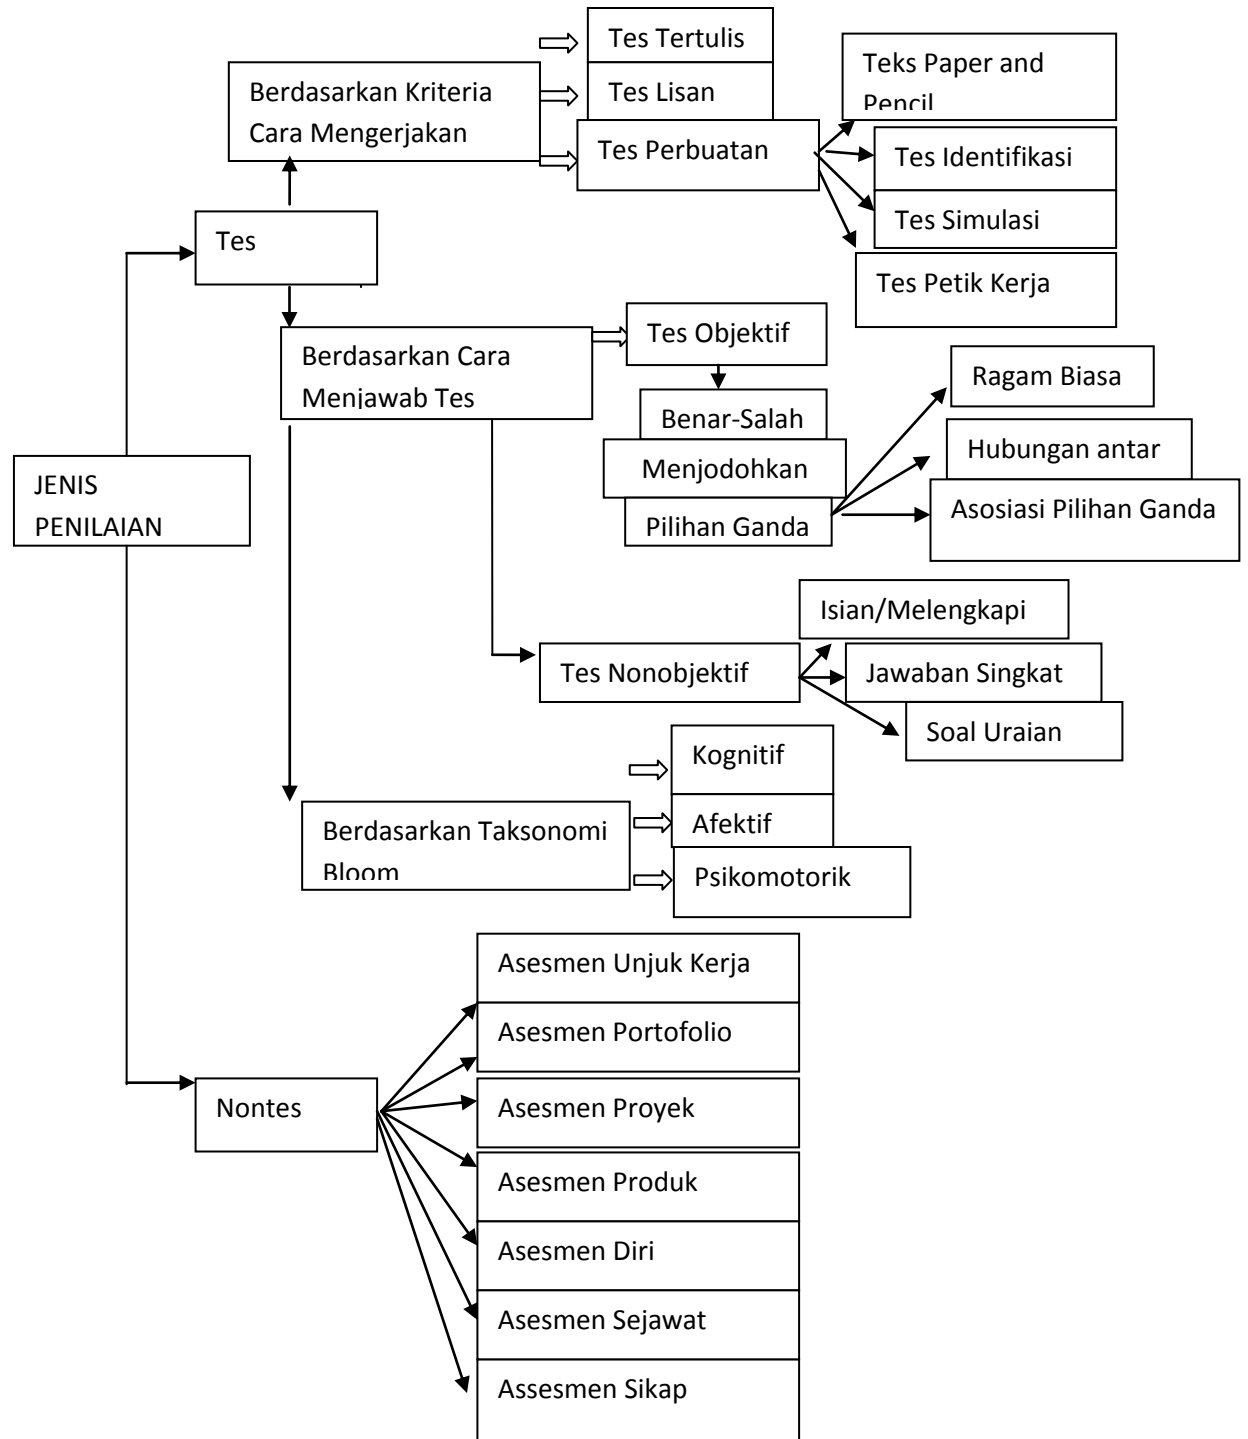 Tes Tertulis
Teks Paper and
Pencil
Berdasarkan Kriteria
Cara Mengerjakan
Tes Lisan
Tes Perbuatan
Tes Identifikasi
Tes Simulasi
Tes
Tes Petik Kerja
Berdasarkan Cara
Menjawab Tes
Tes Objektif
Ragam Biasa
Benar-Salah
Hubungan antar
Menjodohkan
JENIS
PENILAIAN
Asosiasi Pilihan Ganda
Pilihan Ganda
Isian/Melengkapi
Tes Nonobjektif
Jawaban Singkat
Soal Uraian
Kognitif
Berdasarkan Taksonomi
Bloom
Afektif
Psikomotorik
Asesmen Unjuk Kerja
Asesmen Portofolio
Nontes
Asesmen Proyek
Asesmen Produk
Asesmen Diri
Asesmen Sejawat
Assesmen Sikap